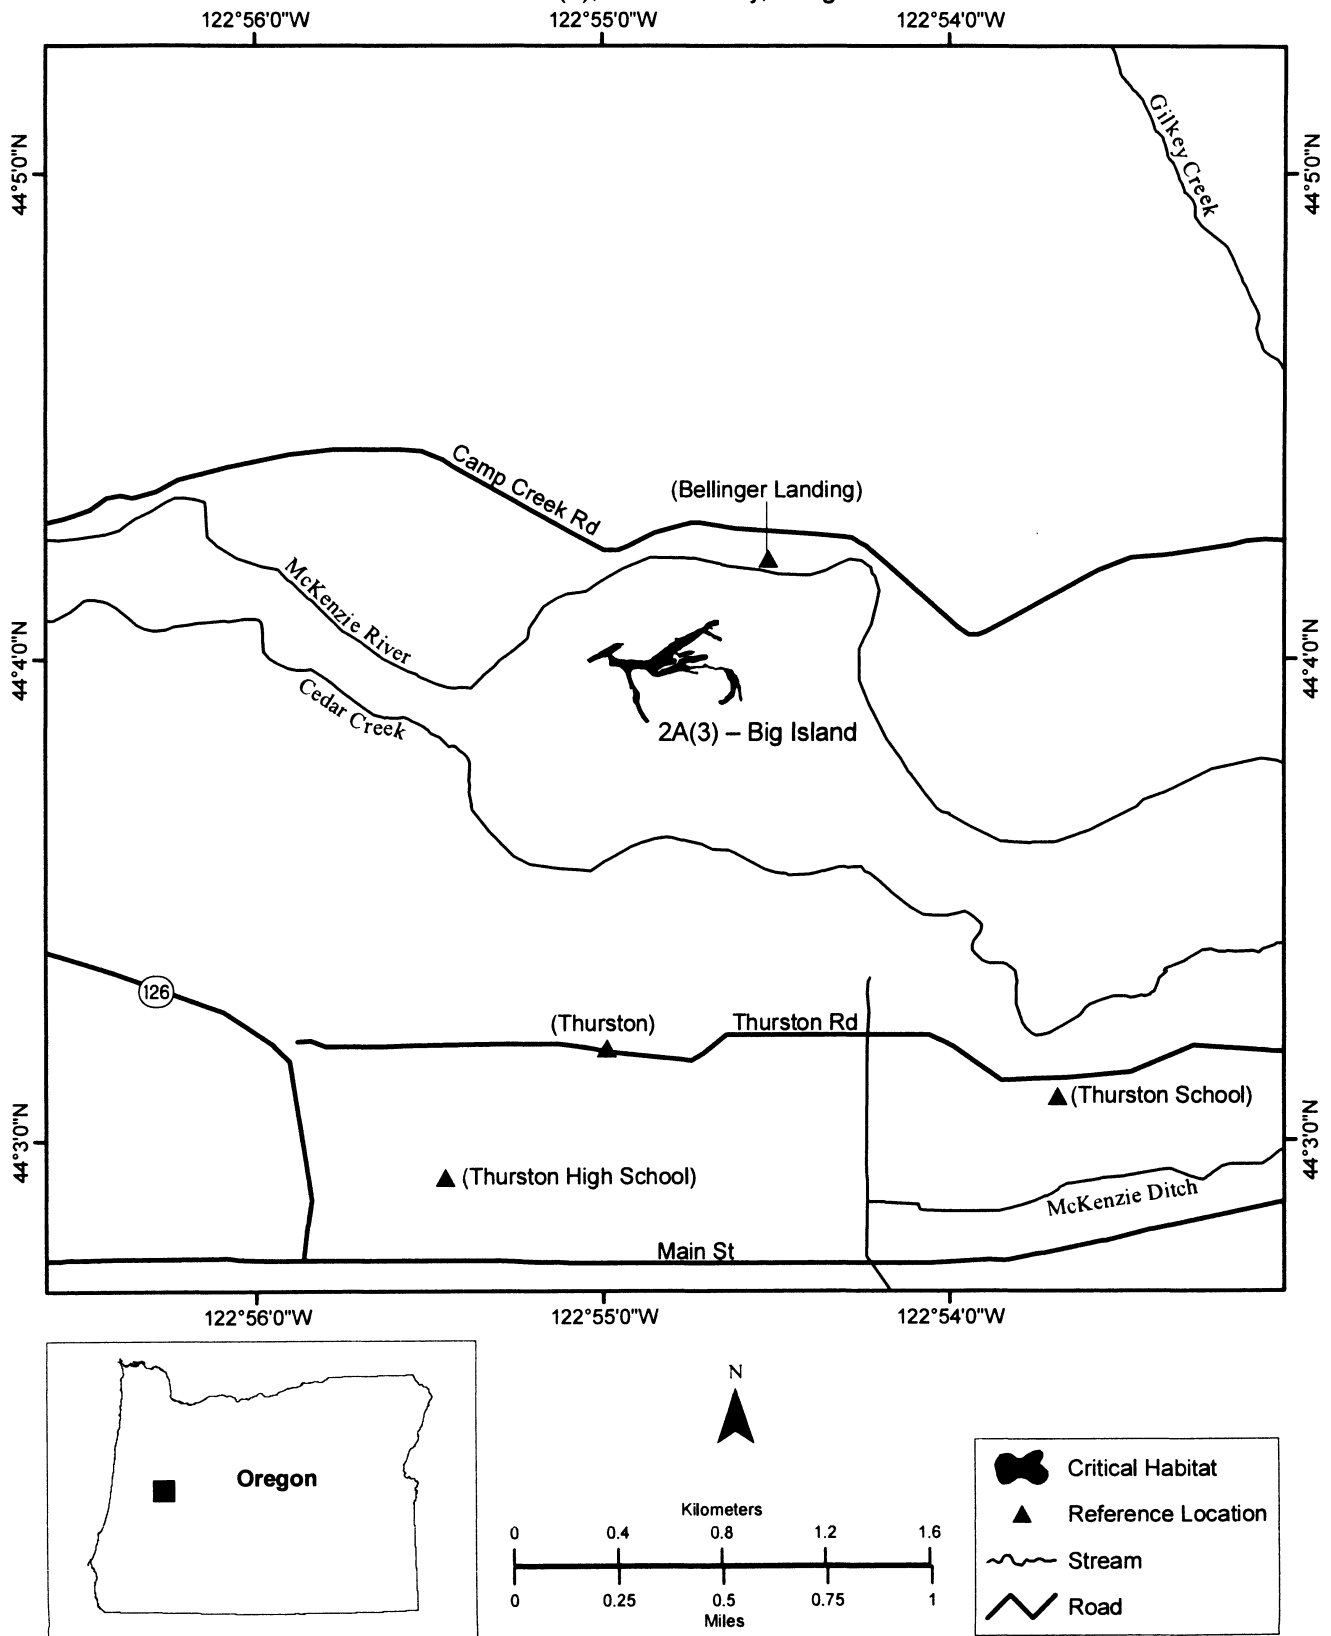 122°56'0"W 122°55'0"W 122°54'0"W
Gilkey Creek
44°5'0"N 44°5'0"N
Camp Creek Rd
(Bellinger Landing)
McKenzie River
44°4'0"N 44°4'0"N
Cedar Creek
2A(3) – Big Island
126
(Thurston)
Thurston Rd
(Thurston School)
44°3'0"N 44°3'0"N
(Thurston High School)
McKenzie Ditch
Main St
122°56'0"W 122°55'0"W 122°54'0"W
Oregon
N
Kilometers
0 0.4 0.8 1.2 1.6
0 0.25 0.5 0.75 1
Miles
Critical Habitat
Reference Location
Stream
Road